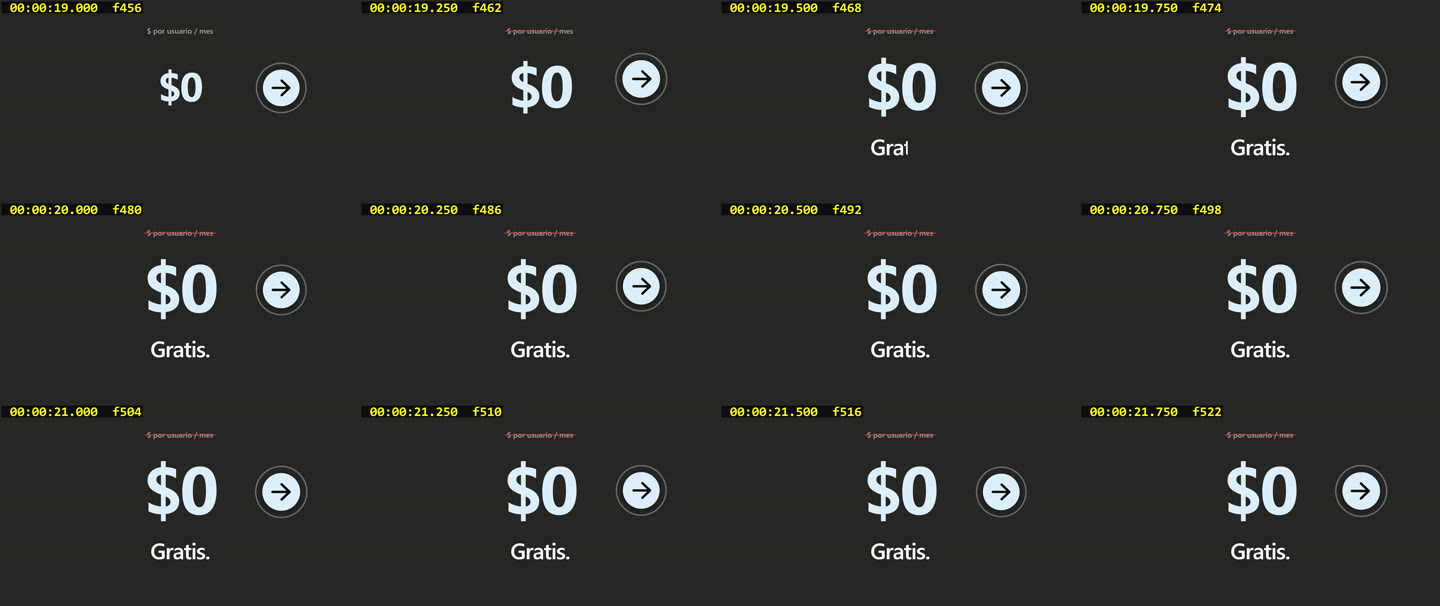 00:00:19.000 f456
$ por usuario / mes
$0
00:00:19.250 f462
$ por usuario / mes
$0
00:00:19.500 f468
$ por usuario / mes
$0
Grat
00:00:19.750 f474
$ por usuario / mes
$0
Gratis.
00:00:20.000 f480
$ por usuario / mes
$0
Gratis.
00:00:20.250 f486
$ por usuario / mes
$0
Gratis.
00:00:20.500 f492
$ por usuario / mes
$0
Gratis.
00:00:20.750 f498
$ por usuario / mes
$0
Gratis.
00:00:21.000 f504
$ por usuario / mes
$0
Gratis.
00:00:21.250 f510
$ por usuario / mes
$0
Gratis.
00:00:21.500 f516
$ por usuario / mes
$0
Gratis.
00:00:21.750 f522
$ por usuario / mes
$0
Gratis.